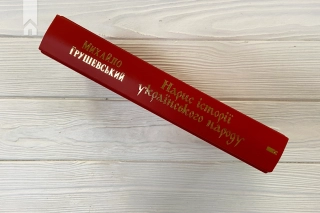 МИХАЙЛО
ГРУШЕВСЬКИЙ
Нарис історії
українського народу